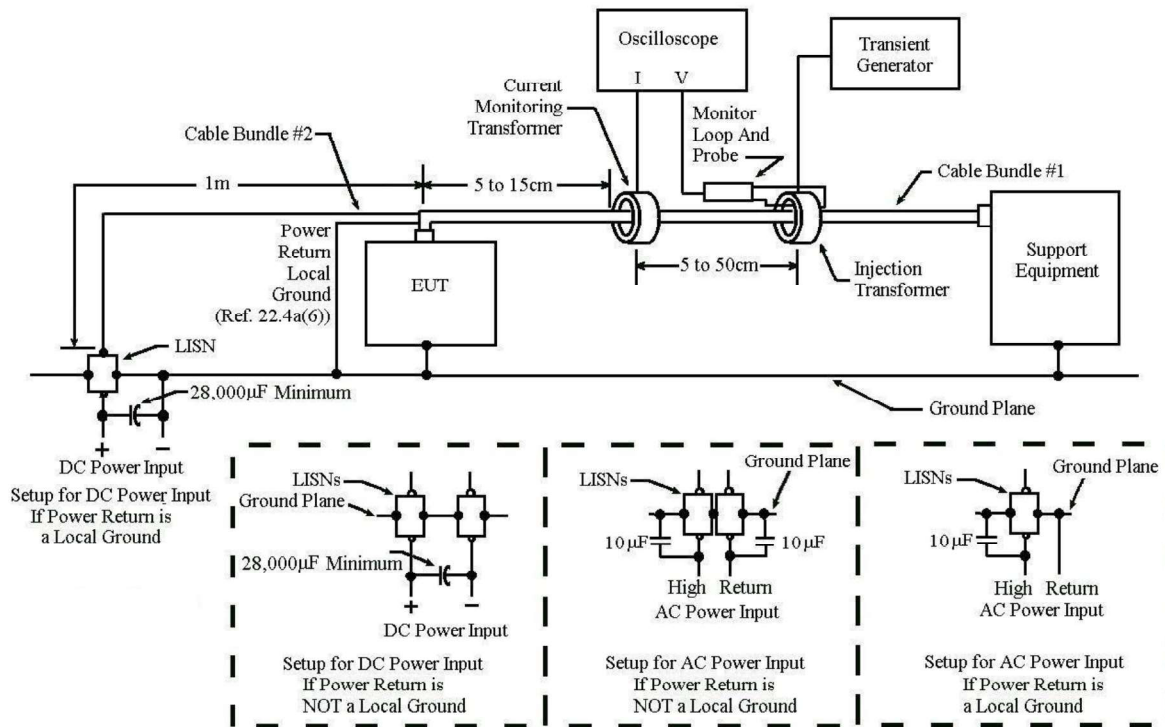 Oscilloscope
I V
Transient
Generator
Current
Monitoring
Transformer
Monitor
Loop And
Probe
Cable Bundle #2
Cable Bundle #1
1m
5 to 15cm
Power
Return
Local
Ground
(Ref. 22.4a(6))
EUT
5 to 50cm
Injection
Transformer
Support
Equipment
LISN
28,000µF Minimum
+ −
DC Power Input
Setup for DC Power Input
If Power Return is
a Local Ground
Ground Plane
LISNs
Ground Plane
28,000µF Minimum
+ −
DC Power Input
Setup for DC Power Input
If Power Return is
NOT a Local Ground
LISNs
Ground Plane
10µF
10µF
High Return
AC Power Input
Setup for AC Power Input
If Power Return is
NOT a Local Ground
LISNs
Ground Plane
10µF
High Return
AC Power Input
Setup for AC Power Input
If Power Return is
a Local Ground